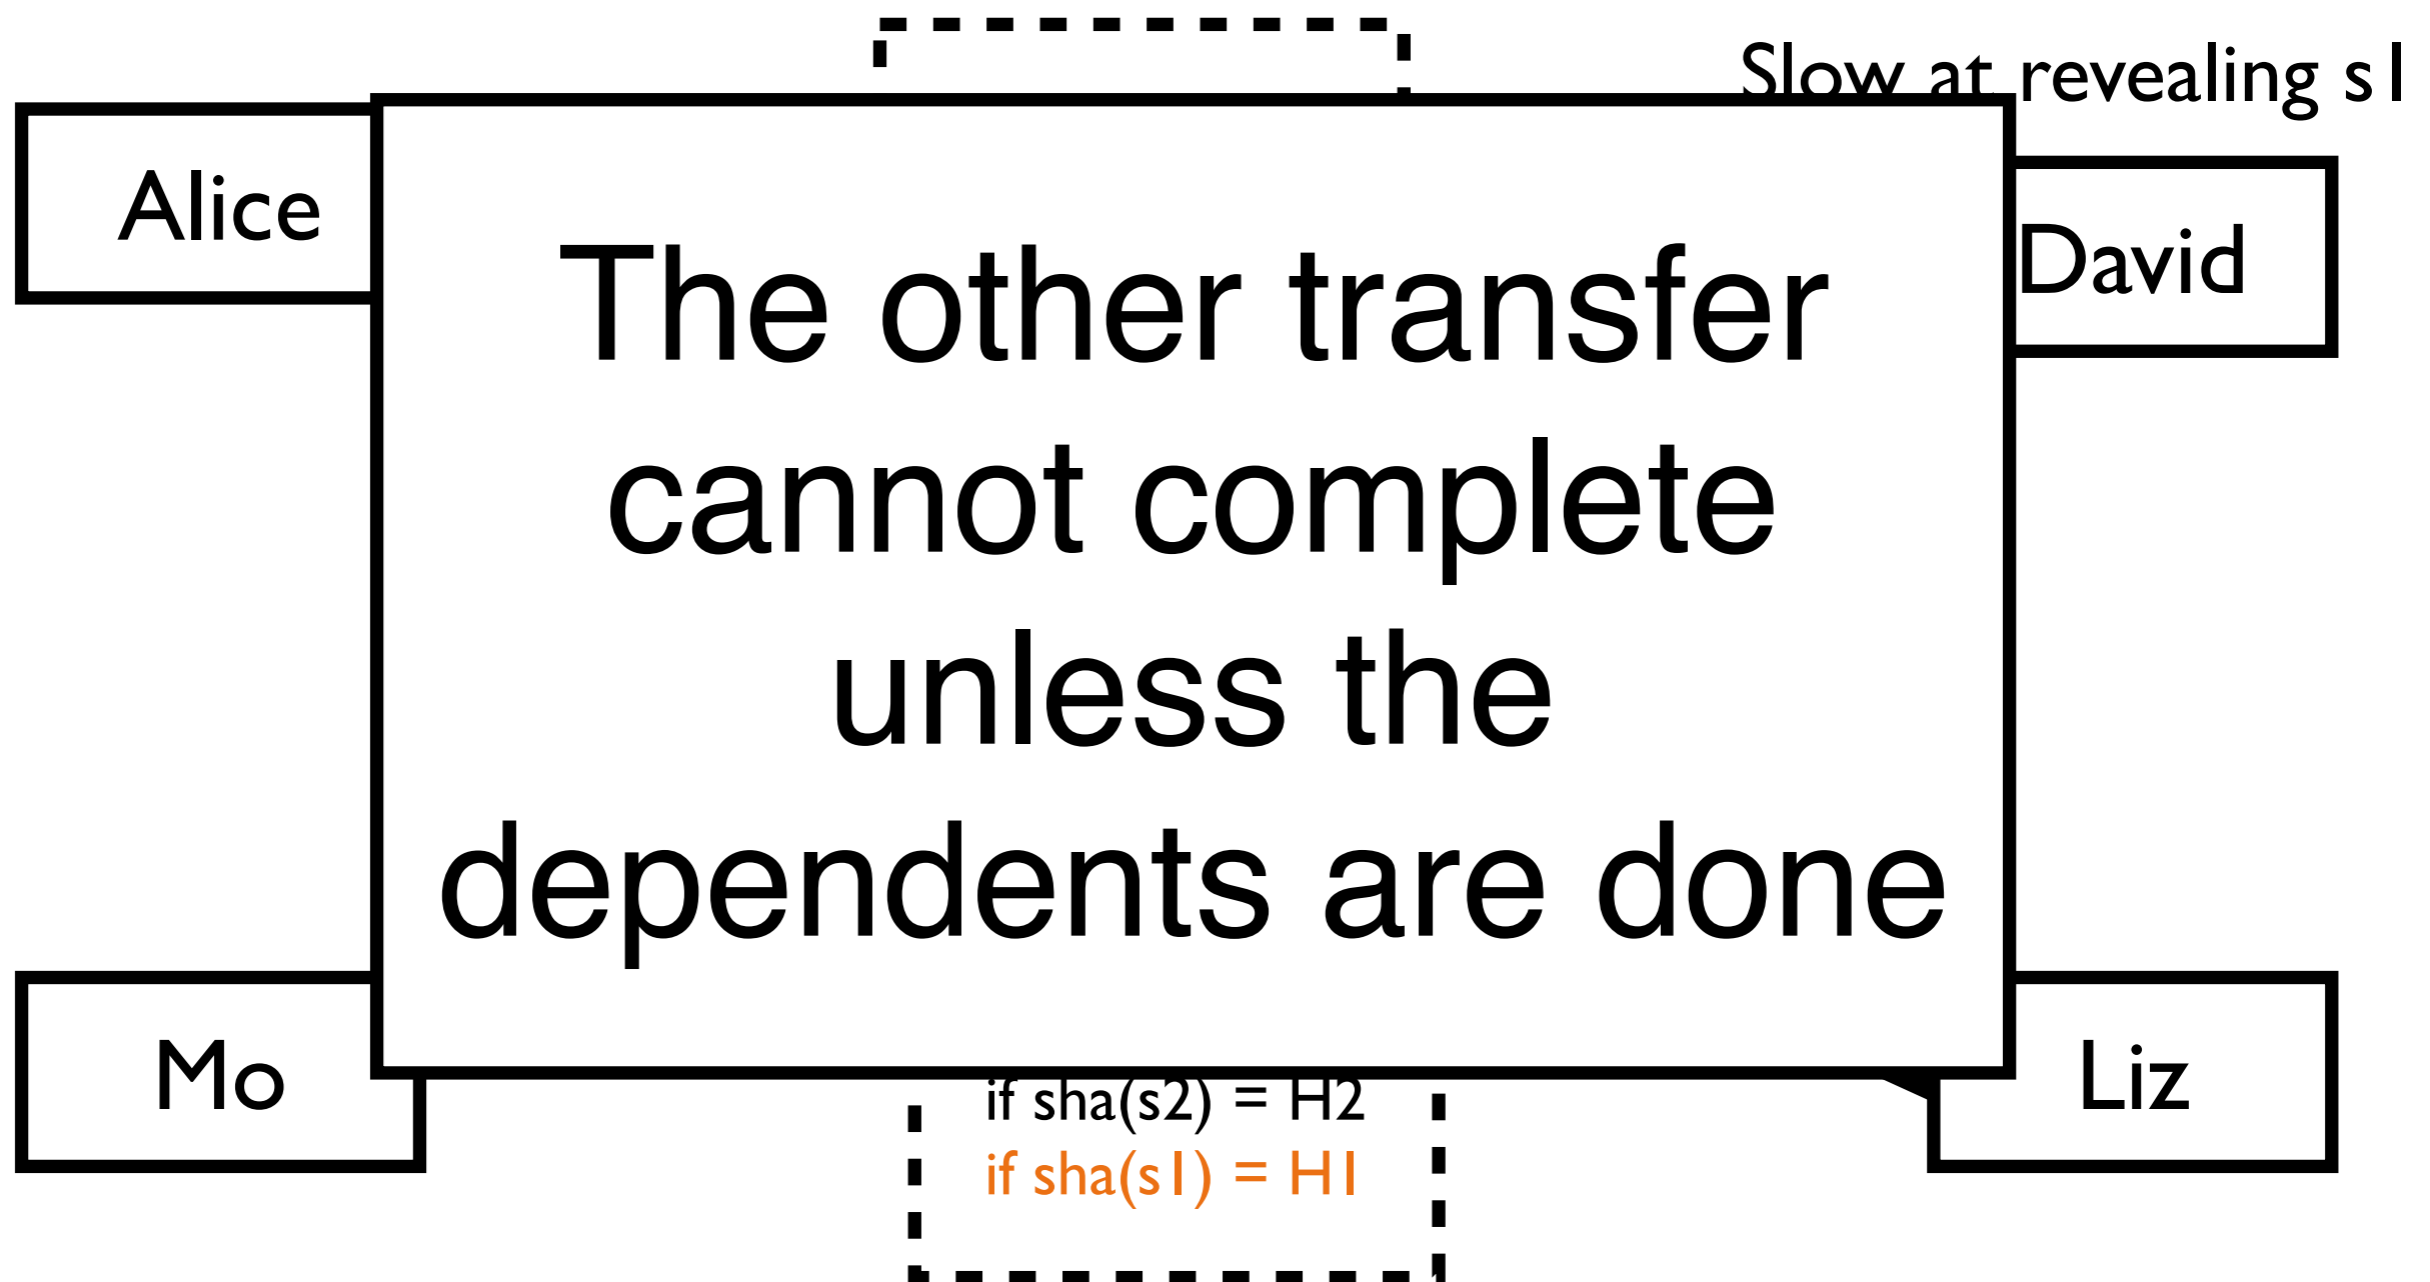 Slow at revealing s1
Alice
David
The other transfer
cannot complete
unless the
dependents are done
Mo
Liz
if sha(s2) = H2
if sha(s1) = H1